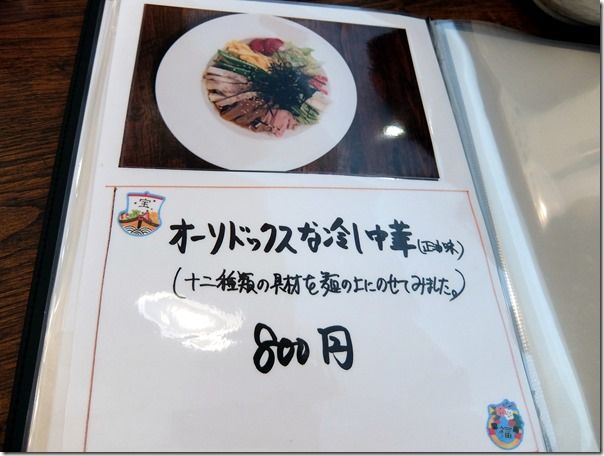 宝
オーソドックスな冷し中華(正油味)
(十二種類の具材を麺の上にのせてみました。)
800円
福